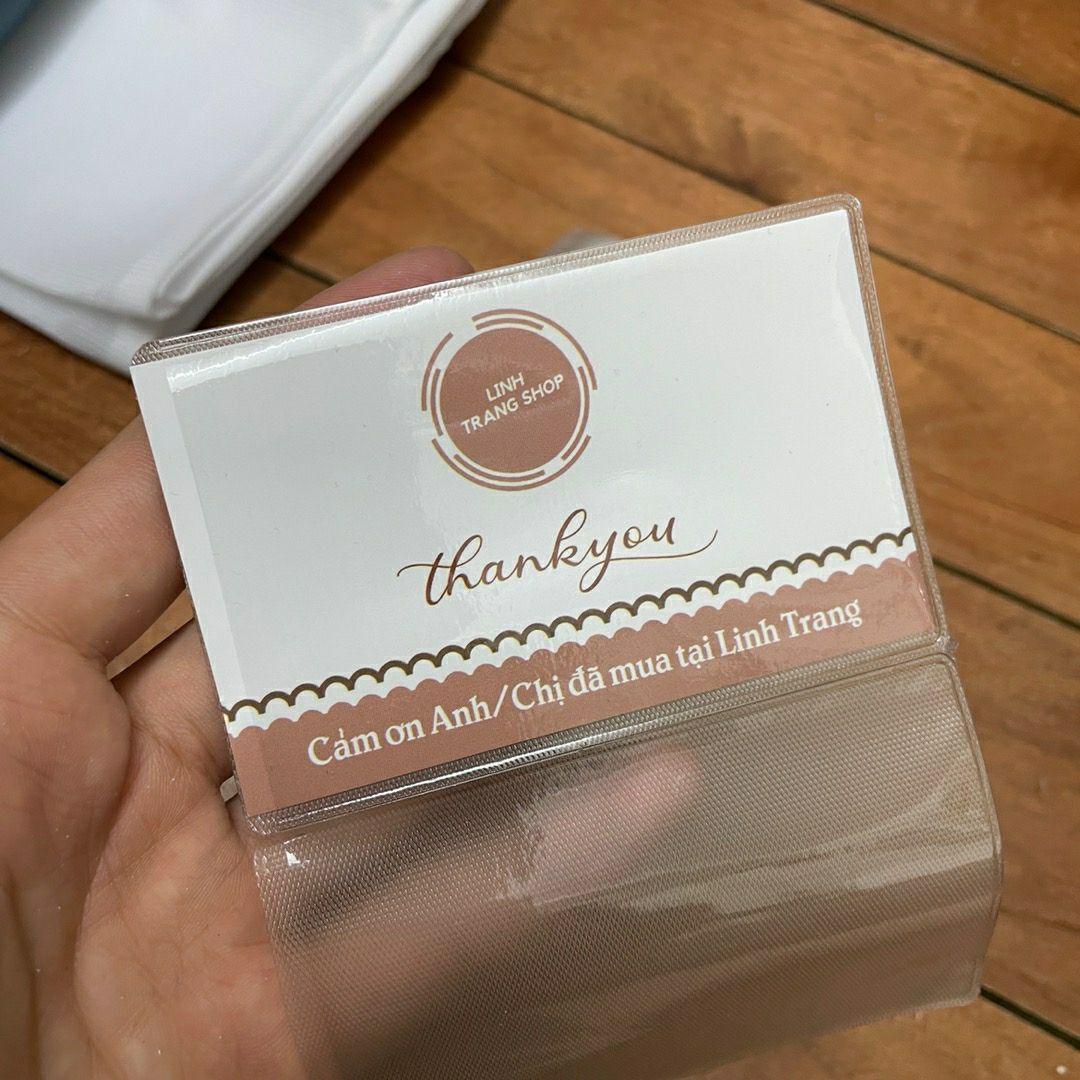 LINH
TRANG SHOP
thankyou
Cảm ơn Anh/Chị đã mua tại Linh Trang